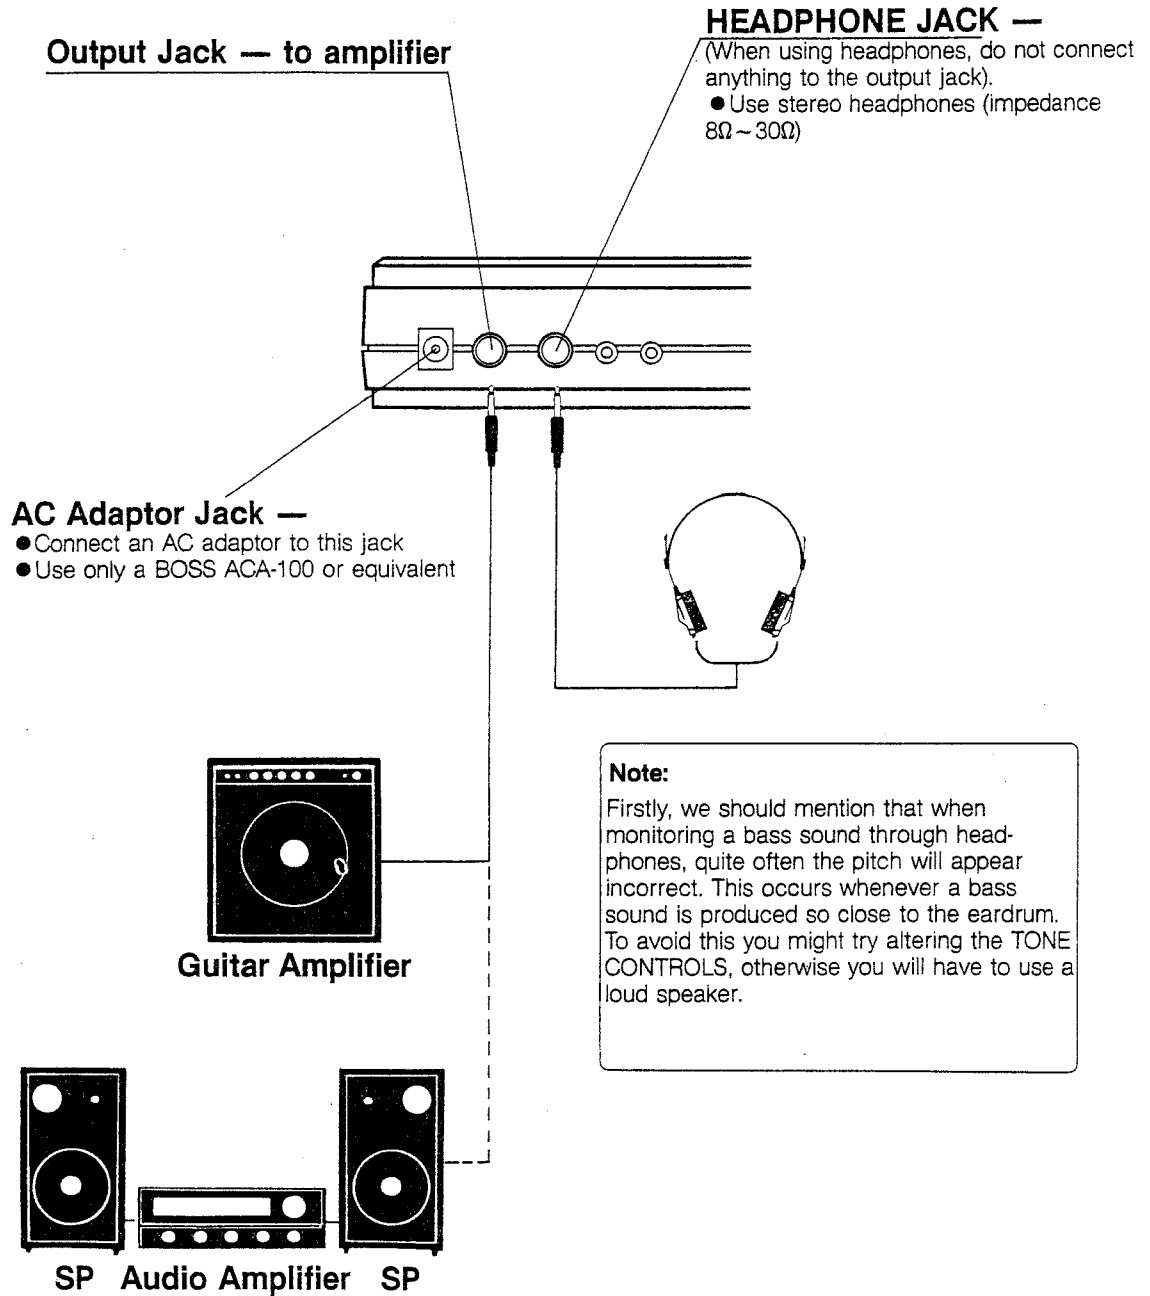 Output Jack — to amplifier
HEADPHONE JACK —
(When using headphones, do not connect
anything to the output jack).
● Use stereo headphones (impedance
8Ω ~ 30Ω)
AC Adaptor Jack —
● Connect an AC adaptor to this jack
● Use only a BOSS ACA-100 or equivalent
Guitar Amplifier
Note:
Firstly, we should mention that when
monitoring a bass sound through head-
phones, quite often the pitch will appear
incorrect. This occurs whenever a bass
sound is produced so close to the eardrum.
To avoid this you might try altering the TONE
CONTROLS, otherwise you will have to use a
loud speaker.
SP Audio Amplifier SP